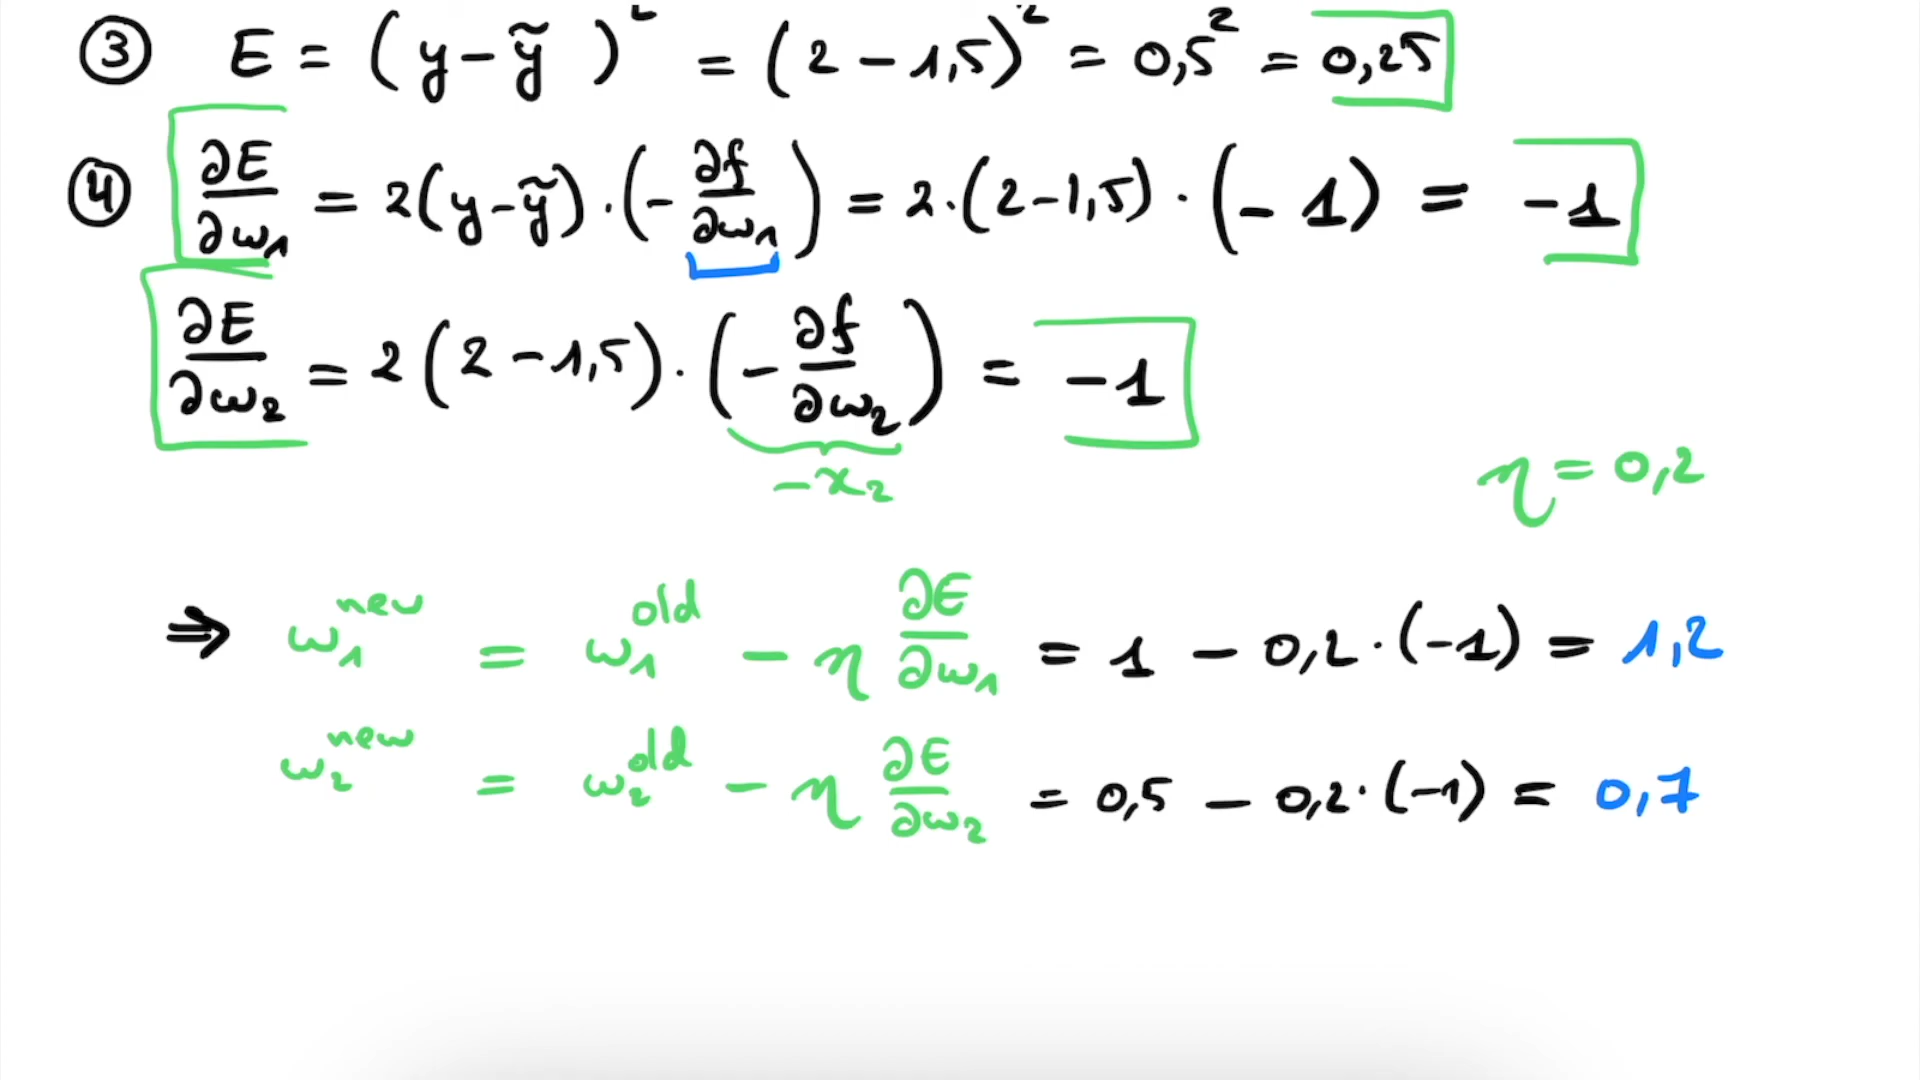 ③ E = (y - ỹ)² = (2 - 1,5)² = 0,5² = 0,25
④ ∂E/∂w₁ = 2(y - ỹ) · (- ∂f/∂w₁) = 2 · (2 - 1,5) · (- 1) = -1
∂E/∂w₂ = 2 (2 - 1,5) · (- ∂f/∂w₂) = -1
-x₂
η = 0,2
⇒ w₁^new = w₁^old - η ∂E/∂w₁ = 1 - 0,2 · (-1) = 1,2
w₂^new = w₂^old - η ∂E/∂w₂ = 0,5 - 0,2 · (-1) = 0,7